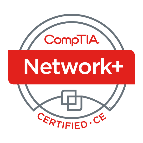 CompTIA
Network+
CERTIFIED • CE